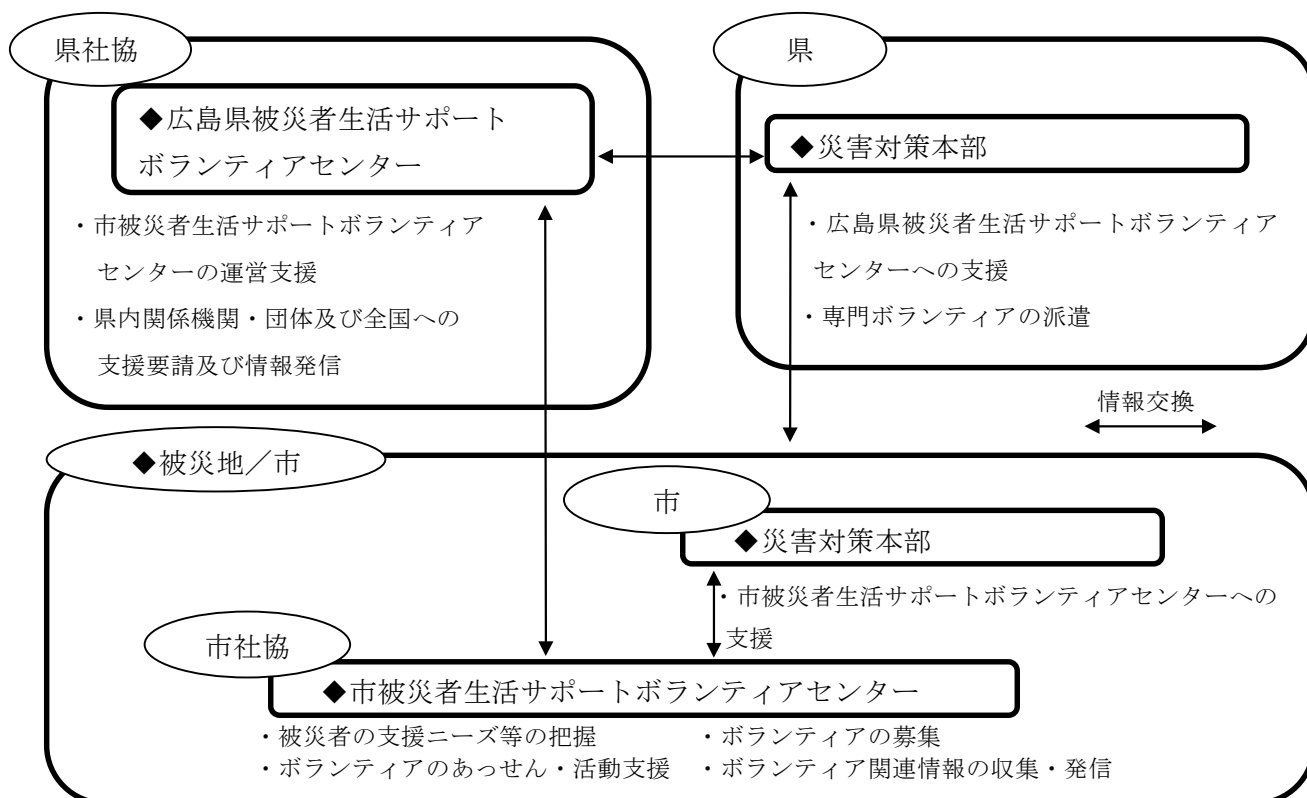 県社協
◆広島県被災者生活サポート
ボランティアセンター
・市被災者生活サポートボランティア
センターの運営支援
・県内関係機関・団体及び全国への
支援要請及び情報発信
県
◆災害対策本部
・広島県被災者生活サポートボランティア
センターへの支援
・専門ボランティアの派遣
情報交換
◆被災地／市
市
◆災害対策本部
・市被災者生活サポートボランティアセンターへの
支援
市社協
◆市被災者生活サポートボランティアセンター
・被災者の支援ニーズ等の把握
・ボランティアの募集
・ボランティアのあっせん・活動支援
・ボランティア関連情報の収集・発信